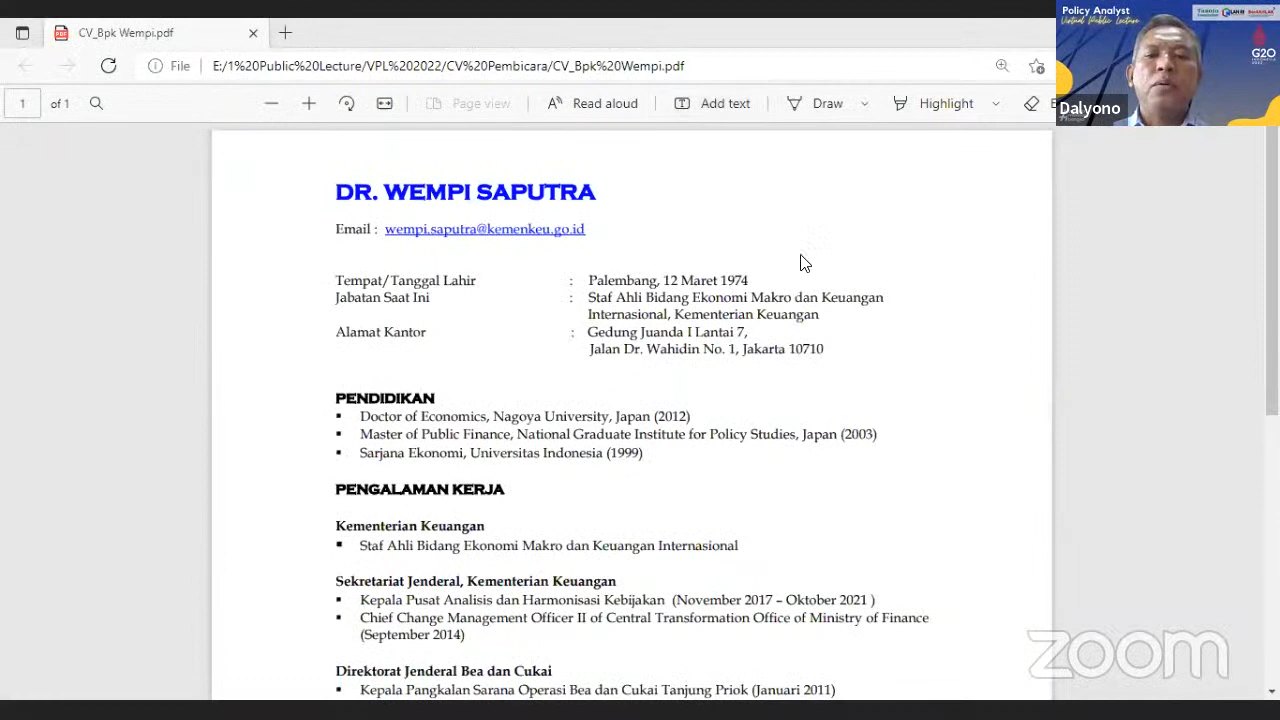 CV_Bpk Wempi.pdf
File E:/1%20Public%20Lecture/VPL%202022/CV%20Pembicara/CV_Bpk%20Wempi.pdf
1 of 1 Page view Read aloud Add text Draw Highlight
Policy Analyst
Virtual Public Lecture
G20
Dalyono
DR. WEMPI SAPUTRA
Email : wempi.saputra@kemenkeu.go.id
Tempat/Tanggal Lahir : Palembang, 12 Maret 1974
Jabatan Saat Ini : Staf Ahli Bidang Ekonomi Makro dan Keuangan
Internasional, Kementerian Keuangan
Alamat Kantor : Gedung Juanda I Lantai 7,
Jalan Dr. Wahidin No. 1, Jakarta 10710
PENDIDIKAN
▪ Doctor of Economics, Nagoya University, Japan (2012)
▪ Master of Public Finance, National Graduate Institute for Policy Studies, Japan (2003)
▪ Sarjana Ekonomi, Universitas Indonesia (1999)
PENGALAMAN KERJA
Kementerian Keuangan
▪ Staf Ahli Bidang Ekonomi Makro dan Keuangan Internasional
Sekretariat Jenderal, Kementerian Keuangan
▪ Kepala Pusat Analisis dan Harmonisasi Kebijakan (November 2017 – Oktober 2021 )
▪ Chief Change Management Officer II of Central Transformation Office of Ministry of Finance
(September 2014)
Direktorat Jenderal Bea dan Cukai
▪ Kepala Pangkalan Sarana Operasi Bea dan Cukai Tanjung Priok (Januari 2011)
zoom